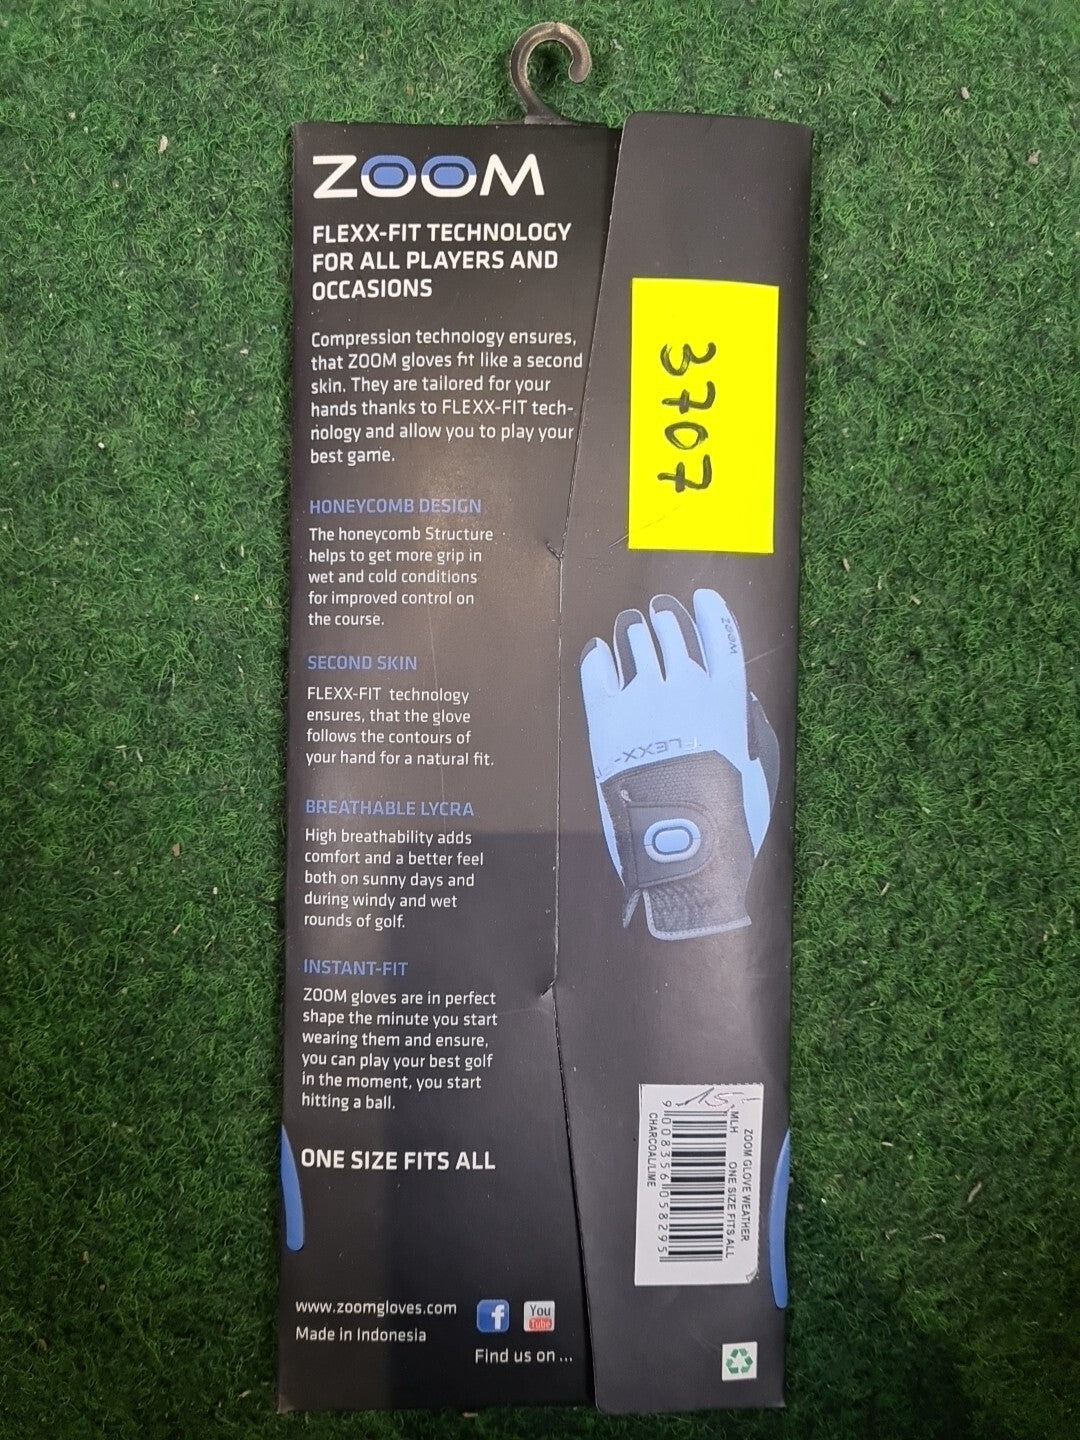 ZOOM
FLEXX-FIT TECHNOLOGY
FOR ALL PLAYERS AND
OCCASIONS
Compression technology ensures,
that ZOOM gloves fit like a second
skin. They are tailored for your
hands thanks to FLEXX-FIT tech-
nology and allow you to play your
best game.
HONEYCOMB DESIGN
The honeycomb Structure
helps to get more grip in
wet and cold conditions
for improved control on
the course.
SECOND SKIN
FLEXX-FIT technology
ensures, that the glove
follows the contours of
your hand for a natural fit.
BREATHABLE LYCRA
High breathability adds
comfort and a better feel
both on sunny days and
during windy and wet
rounds of golf.
INSTANT-FIT
ZOOM gloves are in perfect
shape the minute you start
wearing them and ensure,
you can play your best golf
in the moment, you start
hitting a ball.
ONE SIZE FITS ALL
www.zoomgloves.com
Made in Indonesia
f
You
Tube
Find us on ...
3707
ZOOM
FLEXX-
15,-
ZOOM GLOVE WEATHER
ONE SIZE FITS ALL
MLH
9 008356 058295
CHARCOAL/LIME